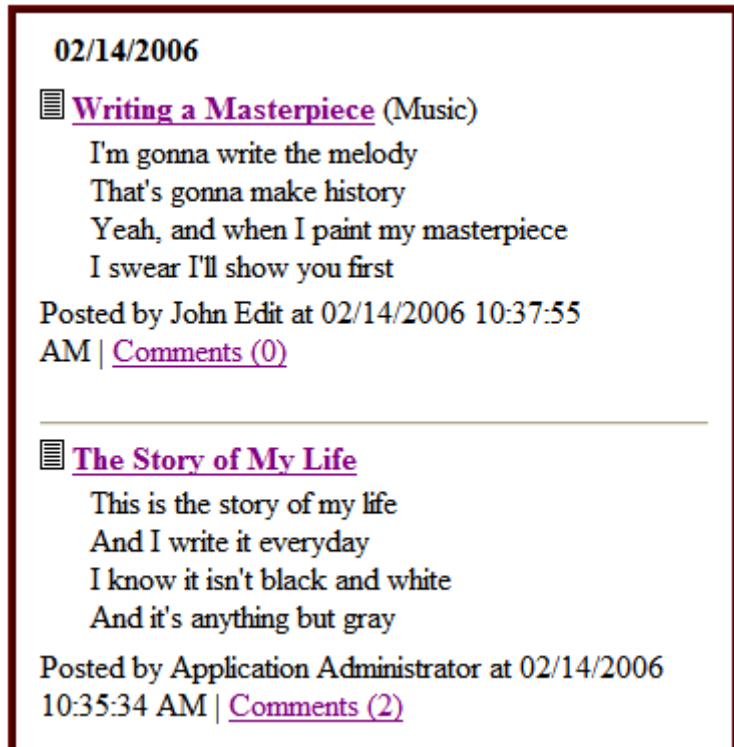 02/14/2006
Writing a Masterpiece (Music)
I'm gonna write the melody
That's gonna make history
Yeah, and when I paint my masterpiece
I swear I'll show you first
Posted by John Edit at 02/14/2006 10:37:55
AM | Comments (0)
The Story of My Life
This is the story of my life
And I write it everyday
I know it isn't black and white
And it's anything but gray
Posted by Application Administrator at 02/14/2006
10:35:34 AM | Comments (2)